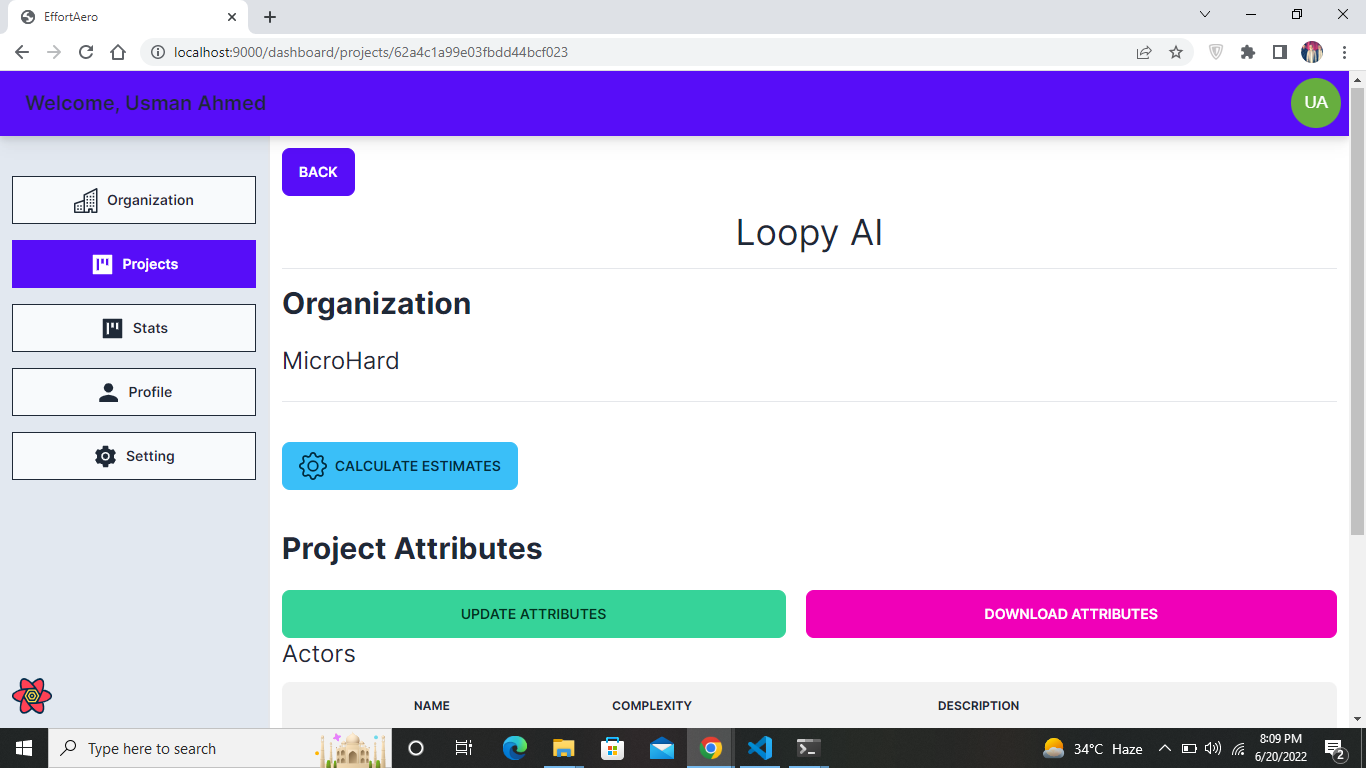 EffortAero
localhost:9000/dashboard/projects/62a4c1a99e03fbdd44bcf023
Welcome, Usman Ahmed
UA
Organization
Projects
Stats
Profile
Setting
BACK
Loopy AI
Organization
MicroHard
CALCULATE ESTIMATES
Project Attributes
UPDATE ATTRIBUTES
DOWNLOAD ATTRIBUTES
Actors
NAME COMPLEXITY DESCRIPTION
Type here to search
34°C Haze
8:09 PM
6/20/2022
2